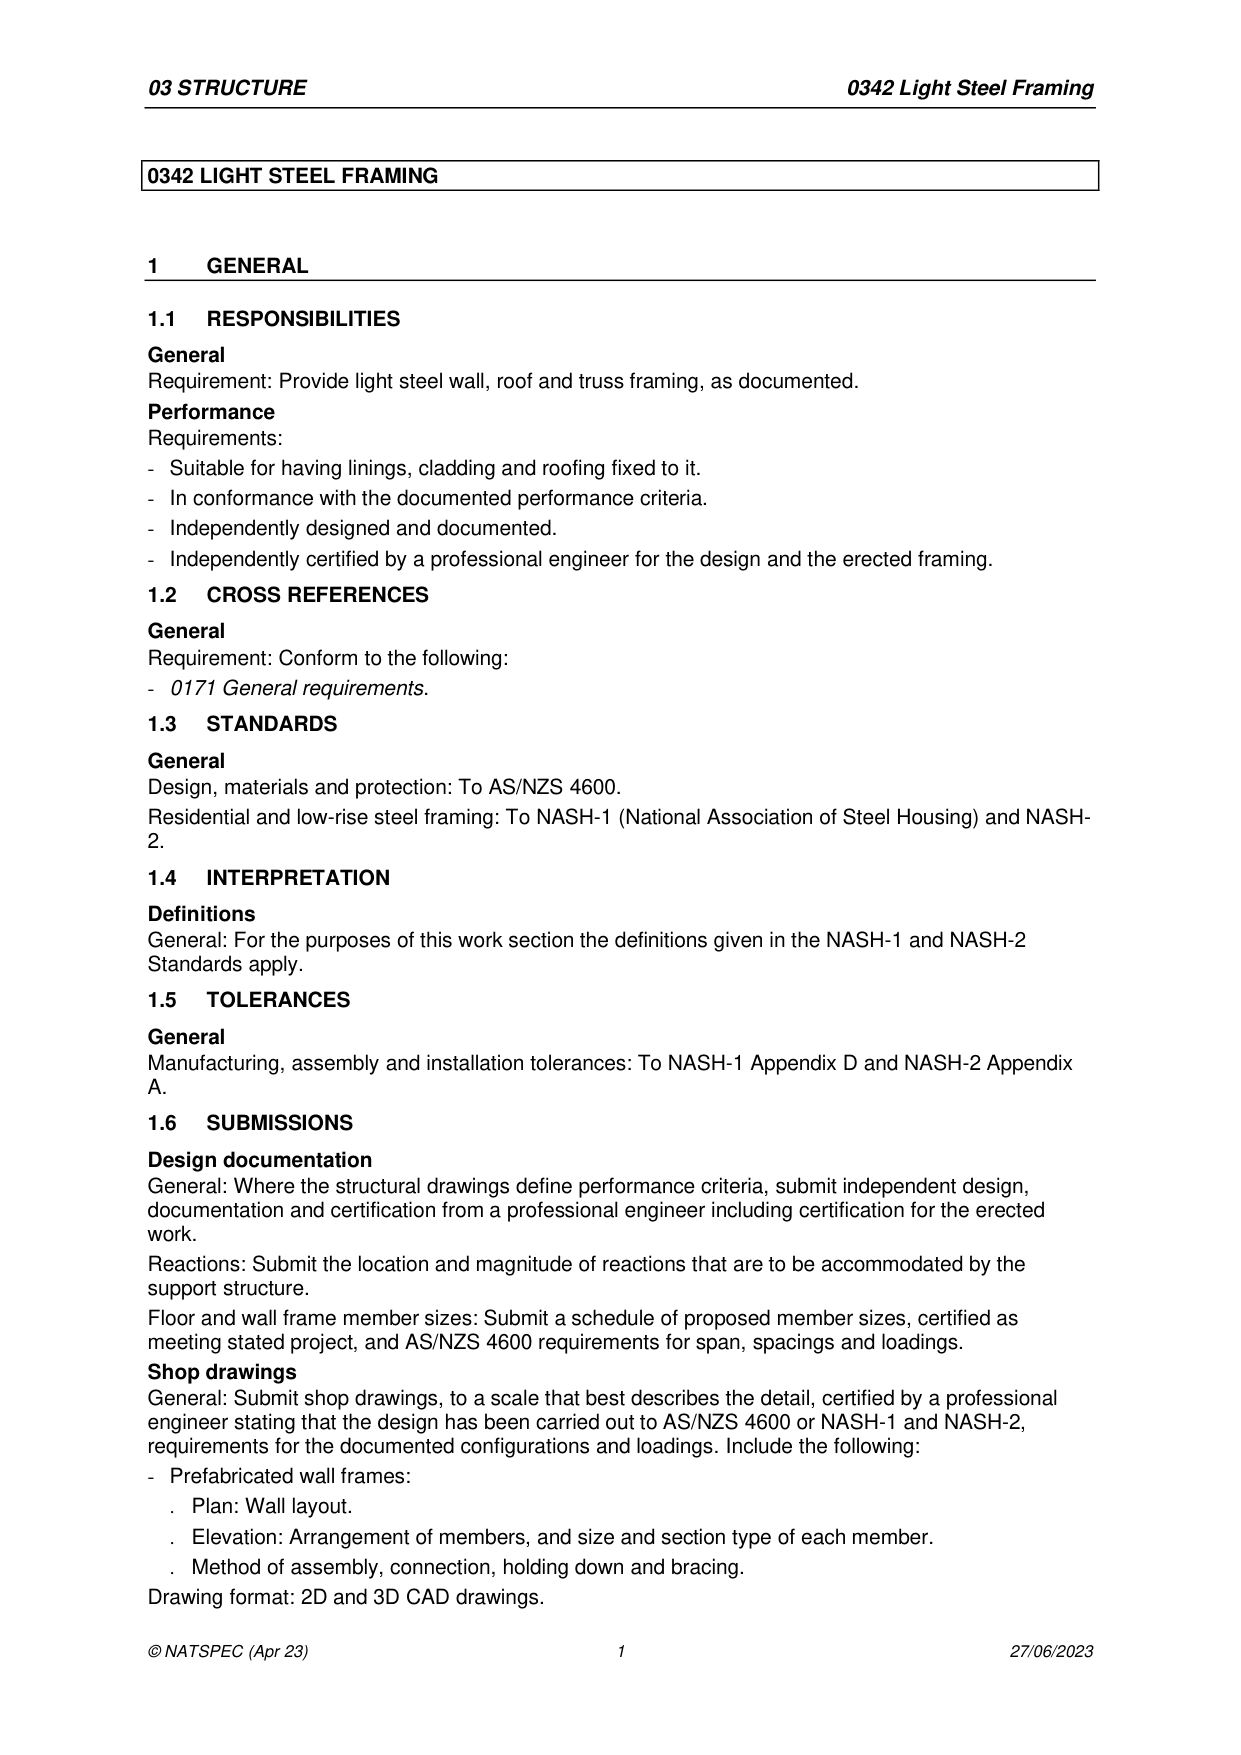 03 STRUCTURE 0342 Light Steel Framing
0342 LIGHT STEEL FRAMING
1 GENERAL
1.1 RESPONSIBILITIES
General
Requirement: Provide light steel wall, roof and truss framing, as documented.
Performance
Requirements:
- Suitable for having linings, cladding and roofing fixed to it.
- In conformance with the documented performance criteria.
- Independently designed and documented.
- Independently certified by a professional engineer for the design and the erected framing.
1.2 CROSS REFERENCES
General
Requirement: Conform to the following:
- 0171 General requirements.
1.3 STANDARDS
General
Design, materials and protection: To AS/NZS 4600.
Residential and low-rise steel framing: To NASH-1 (National Association of Steel Housing) and NASH-
2.
1.4 INTERPRETATION
Definitions
General: For the purposes of this work section the definitions given in the NASH-1 and NASH-2
Standards apply.
1.5 TOLERANCES
General
Manufacturing, assembly and installation tolerances: To NASH-1 Appendix D and NASH-2 Appendix
A.
1.6 SUBMISSIONS
Design documentation
General: Where the structural drawings define performance criteria, submit independent design,
documentation and certification from a professional engineer including certification for the erected
work.
Reactions: Submit the location and magnitude of reactions that are to be accommodated by the
support structure.
Floor and wall frame member sizes: Submit a schedule of proposed member sizes, certified as
meeting stated project, and AS/NZS 4600 requirements for span, spacings and loadings.
Shop drawings
General: Submit shop drawings, to a scale that best describes the detail, certified by a professional
engineer stating that the design has been carried out to AS/NZS 4600 or NASH-1 and NASH-2,
requirements for the documented configurations and loadings. Include the following:
- Prefabricated wall frames:
. Plan: Wall layout.
. Elevation: Arrangement of members, and size and section type of each member.
. Method of assembly, connection, holding down and bracing.
Drawing format: 2D and 3D CAD drawings.
© NATSPEC (Apr 23) 1 27/06/2023